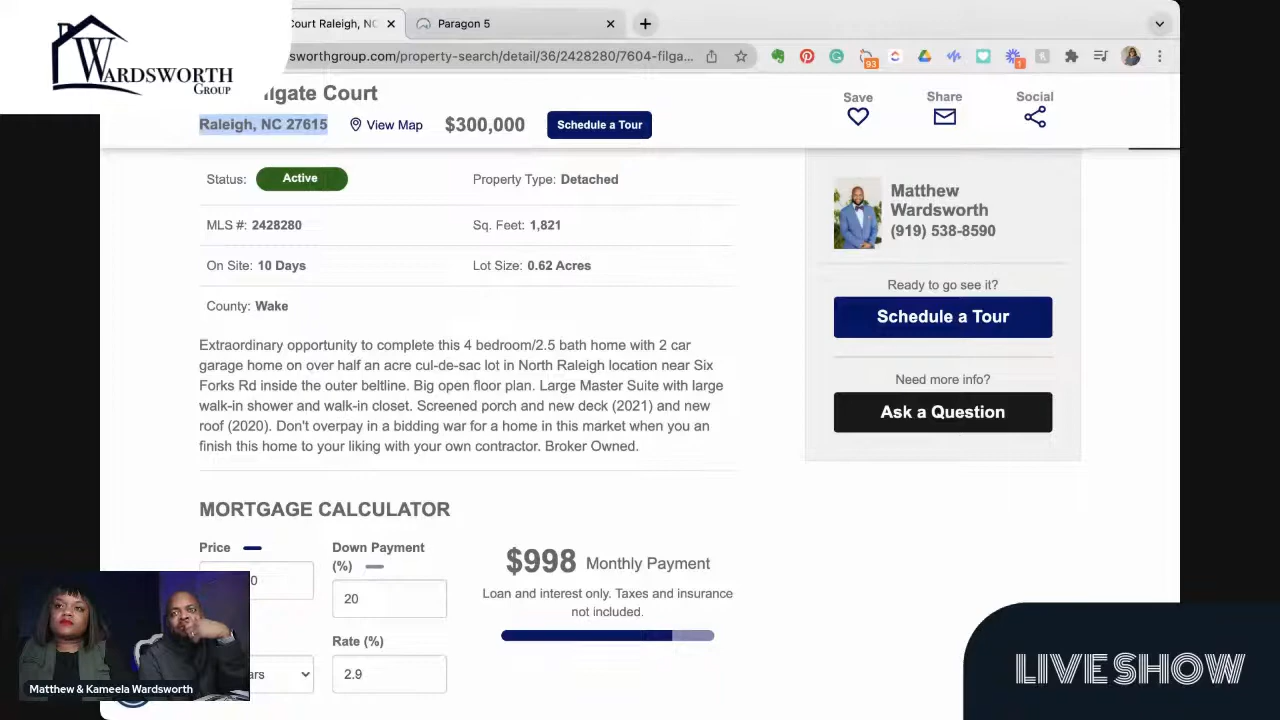 WARDSWORTH
GROUP
Court Raleigh, NC
Paragon 5
sworthgroup.com/property-search/detail/36/2428280/7604-filga...
93
1
lgate Court
Raleigh, NC 27615
View Map
$300,000
Schedule a Tour
Save
Share
Social
Status: Active
Property Type: Detached
MLS #: 2428280
Sq. Feet: 1,821
On Site: 10 Days
Lot Size: 0.62 Acres
County: Wake
Extraordinary opportunity to complete this 4 bedroom/2.5 bath home with 2 car
garage home on over half an acre cul-de-sac lot in North Raleigh location near Six
Forks Rd inside the outer beltline. Big open floor plan. Large Master Suite with large
walk-in shower and walk-in closet. Screened porch and new deck (2021) and new
roof (2020). Don't overpay in a bidding war for a home in this market when you an
finish this home to your liking with your own contractor. Broker Owned.
Matthew
Wardsworth
(919) 538-8590
Ready to go see it?
Schedule a Tour
Need more info?
Ask a Question
MORTGAGE CALCULATOR
Price
0
Down Payment
(%)
20
Rate (%)
ars
2.9
$998 Monthly Payment
Loan and interest only. Taxes and insurance
not included.
Matthew & Kameela Wardsworth
LIVE SHOW